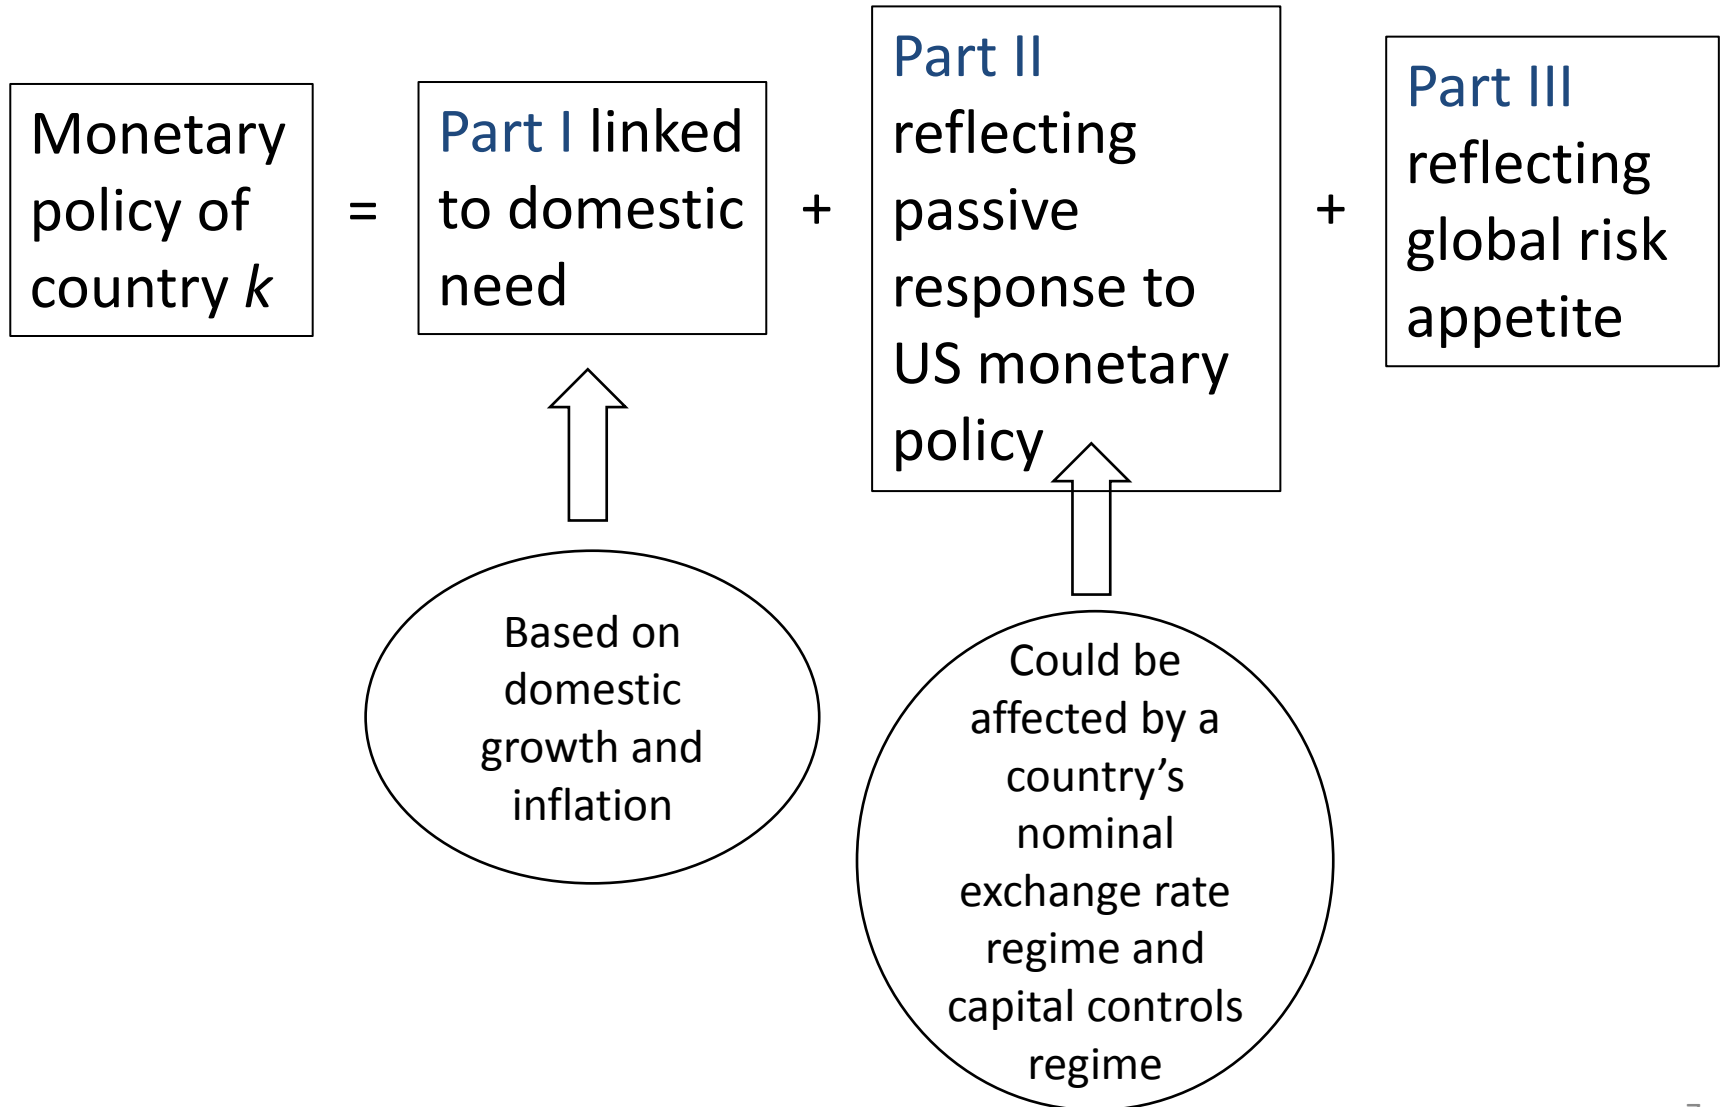 Monetary
policy of
country k
=
Part I linked
to domestic
need
+
Part II
reflecting
passive
response to
US monetary
policy
+
Part III
reflecting
global risk
appetite
Based on
domestic
growth and
inflation
Could be
affected by a
country’s
nominal
exchange rate
regime and
capital controls
regime